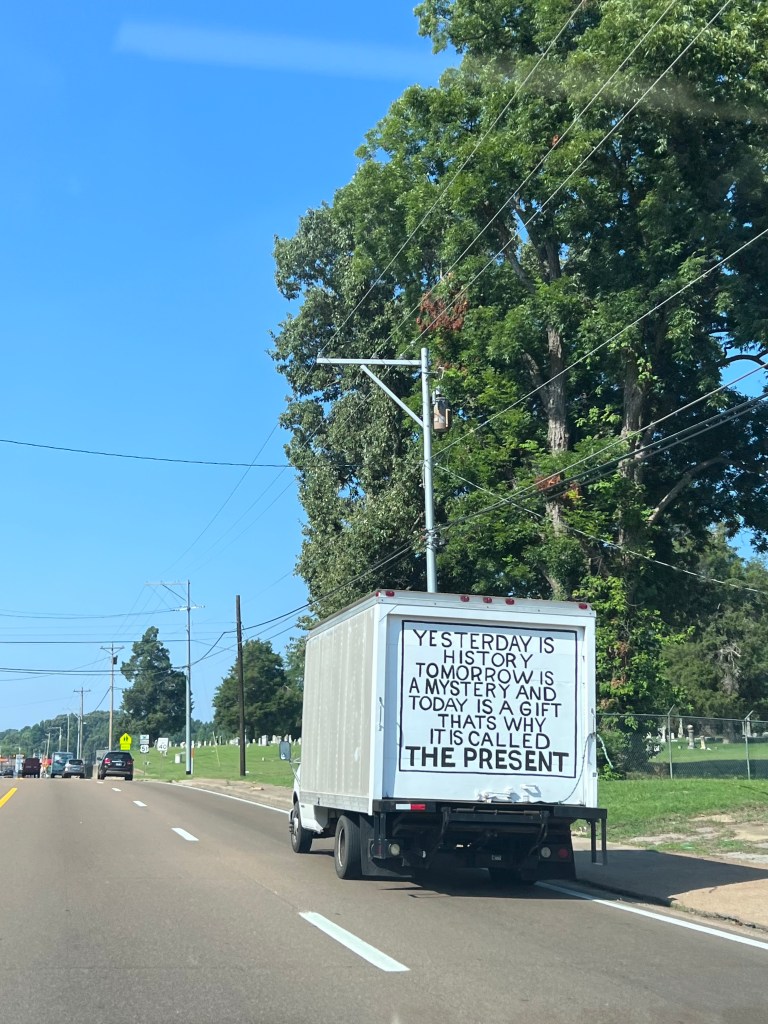 YESTERDAY IS
HISTORY
TOMORROW IS
A MYSTERY AND
TODAY IS A GIFT
THATS WHY
IT IS CALLED
THE PRESENT